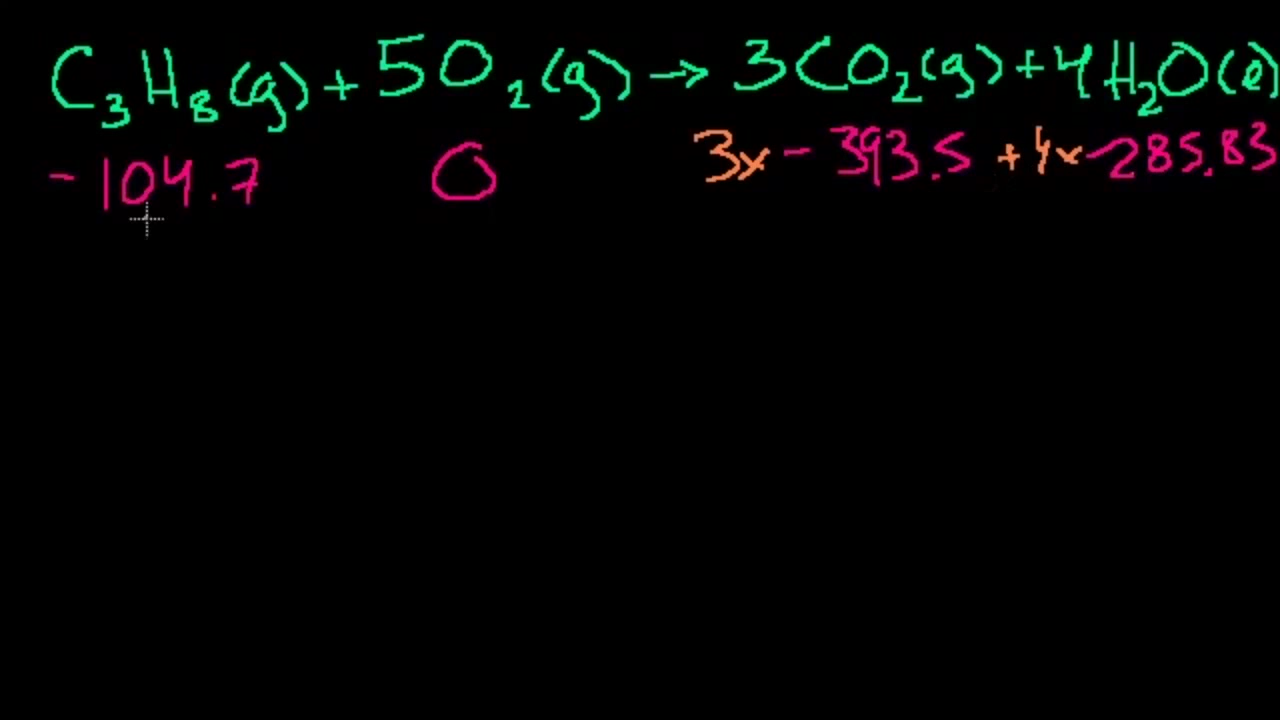 C₃H₈(g) + 5O₂(g) → 3CO₂(g) + 4H₂O(l)
- 104.7 0 3x - 393.5 + 4x - 285.83